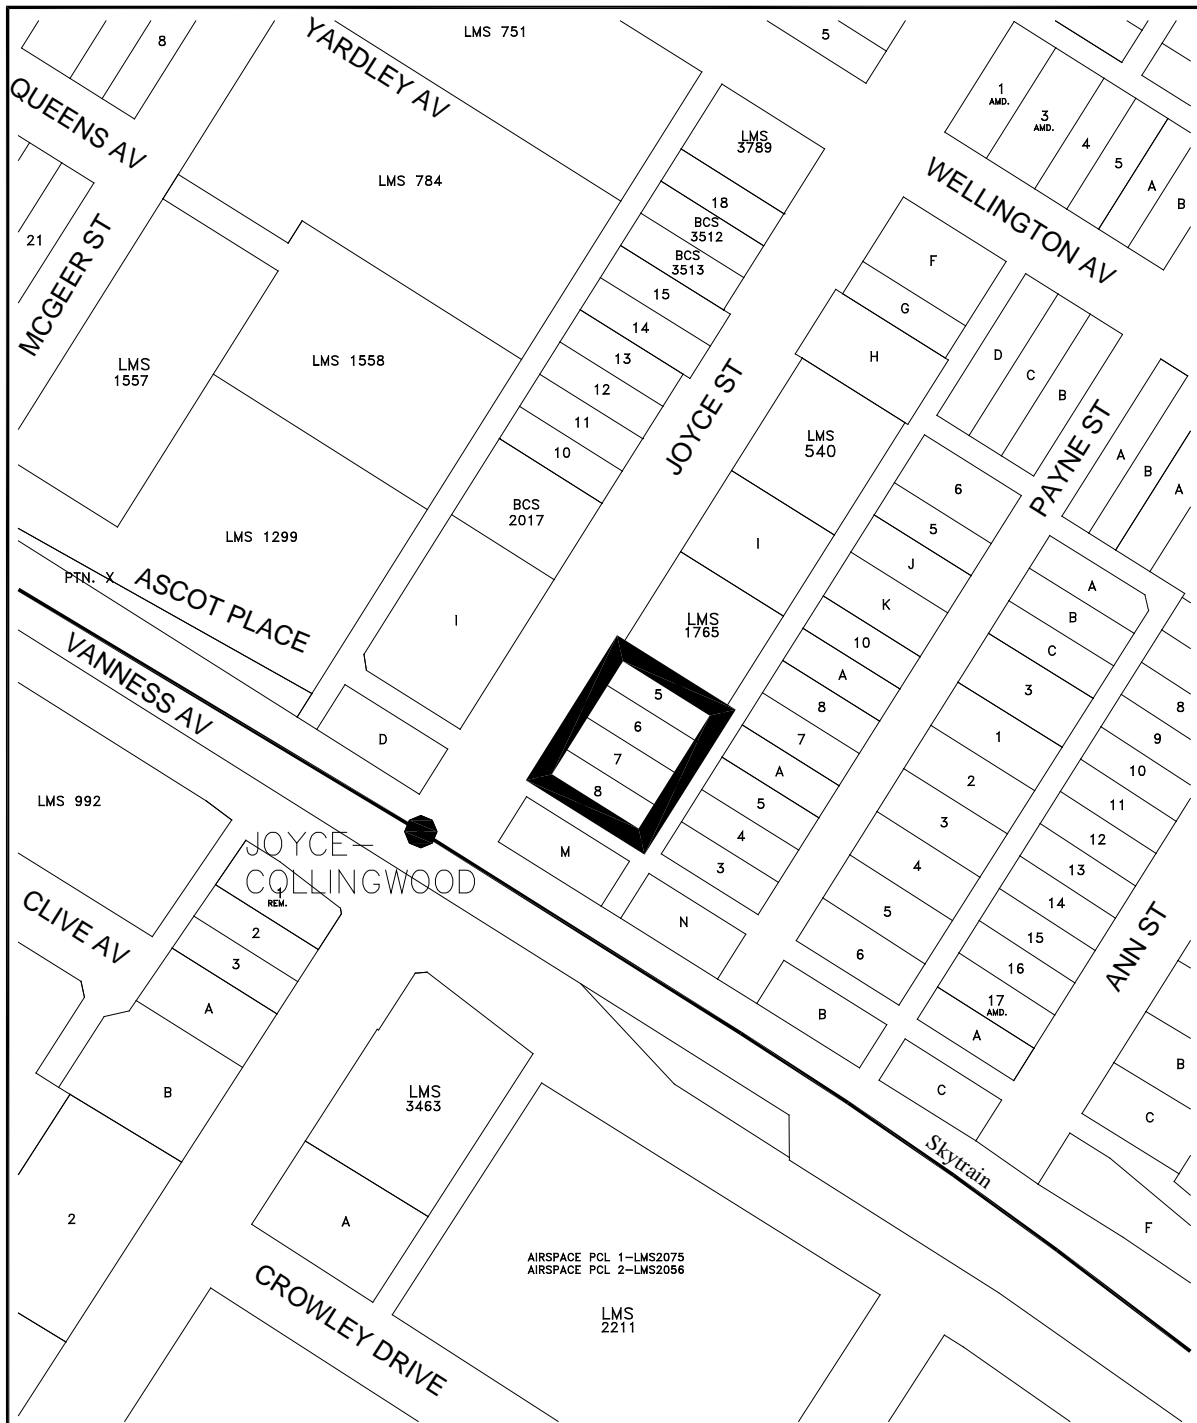 LMS 751
5
8
YARDLEY AV
QUEENS AV
1
AMD.
3
AMD.
4
5
A
B
LMS
3789
LMS 784
18
BCS
3512
BCS
3513
WELLINGTON AV
21
MCGEER ST
F
G
H
15
14
13
12
11
10
LMS
1557
LMS 1558
JOYCE ST
D
C
B
PAYNE ST
LMS
540
A
B
A
BCS
2017
LMS 1299
6
5
J
K
10
A
8
7
A
5
4
3
I
PTN. X
ASCOT PLACE
VANNESS AV
I
LMS
1765
A
B
C
3
1
2
3
4
5
6
5
6
7
8
D
8
9
10
11
12
13
14
15
16
17
AMD.
A
LMS 992
JOYCE-
COLLINGWOOD
M
N
1
REM.
2
3
A
B
CLIVE AV
ANN ST
B
C
B
C
LMS
3463
A
Skytrain
F
2
AIRSPACE PCL 1-LMS2075
AIRSPACE PCL 2-LMS2056
LMS
2211
CROWLEY DRIVE